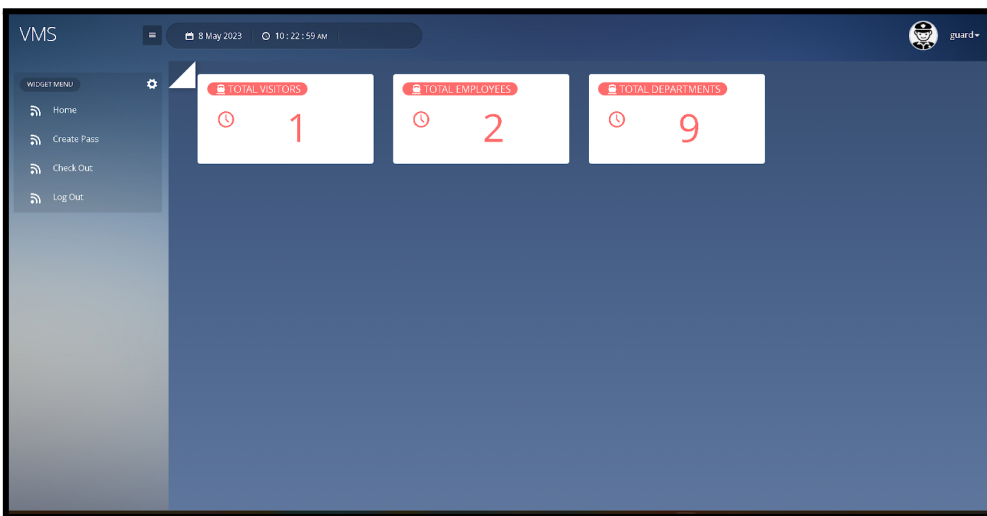 VMS
8 May 2023 10 : 22 : 59 AM
guard
WIDGET MENU
Home
Create Pass
Check Out
Log Out
TOTAL VISITORS
1
TOTAL EMPLOYEES
2
TOTAL DEPARTMENTS
9